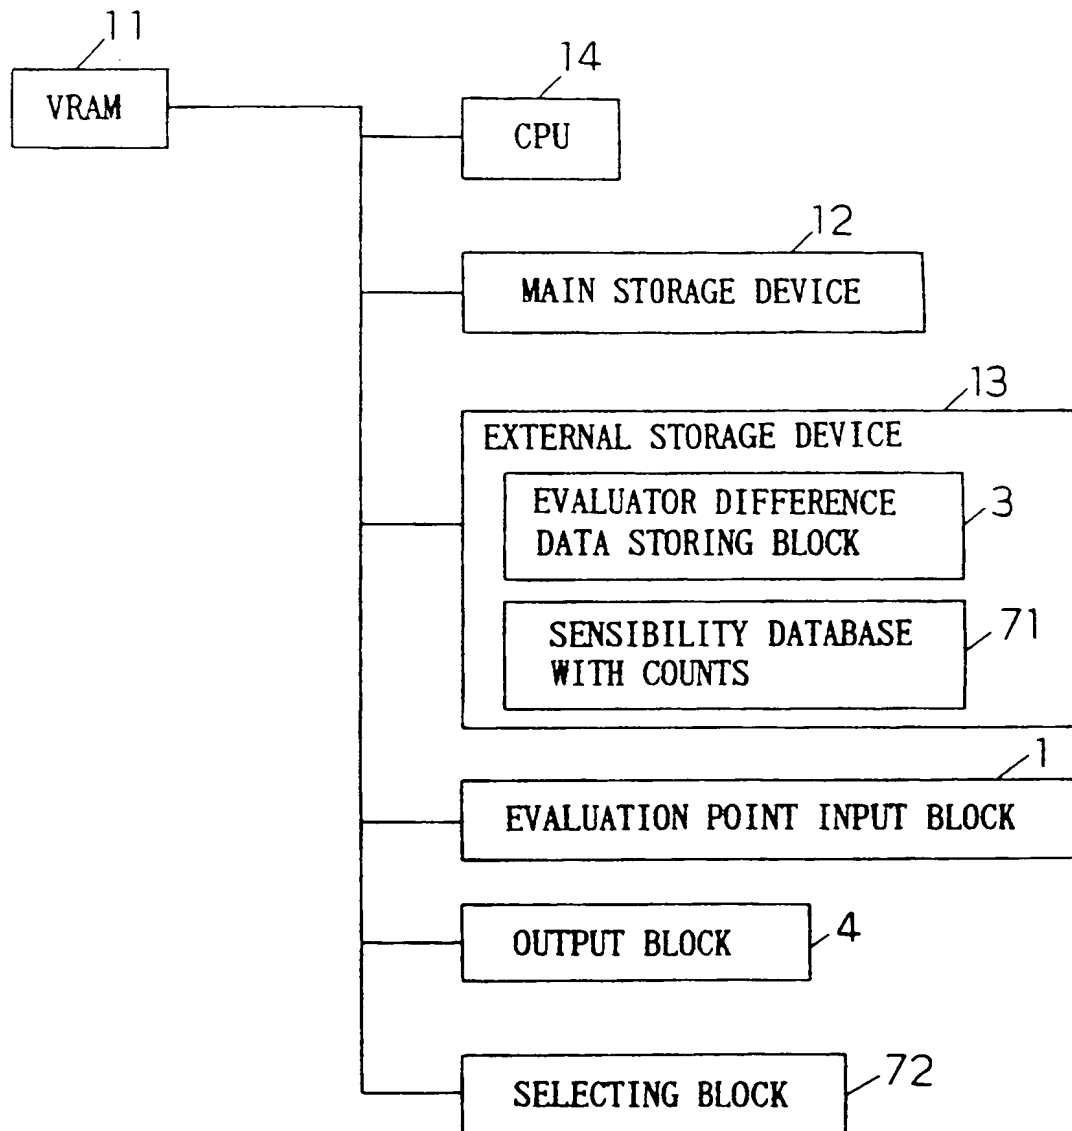 11
VRAM
14
CPU
12
MAIN STORAGE DEVICE
13
EXTERNAL STORAGE DEVICE
EVALUATOR DIFFERENCE
DATA STORING BLOCK
3
SENSIBILITY DATABASE
WITH COUNTS
71
1
EVALUATION POINT INPUT BLOCK
OUTPUT BLOCK
4
SELECTING BLOCK
72